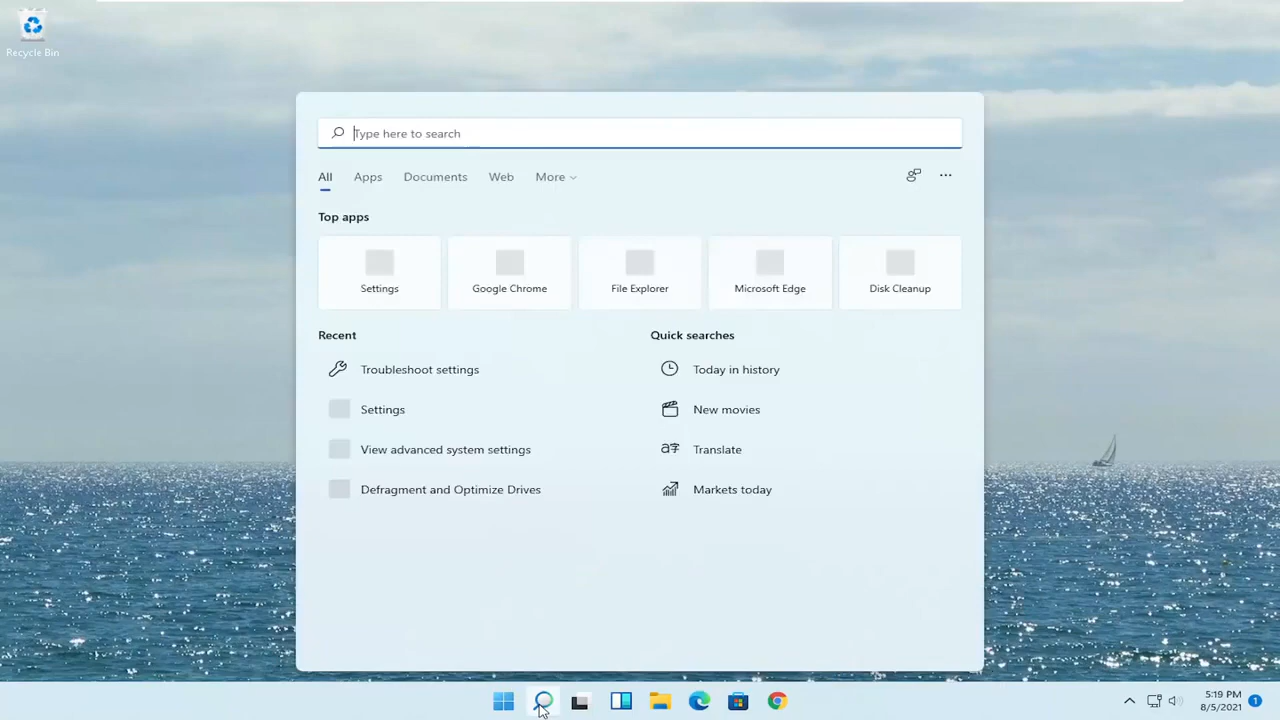 Recycle Bin
Type here to search
All Apps Documents Web More
Top apps
Settings Google Chrome File Explorer Microsoft Edge Disk Cleanup
Recent
Troubleshoot settings
Settings
View advanced system settings
Defragment and Optimize Drives
Quick searches
Today in history
New movies
Translate
Markets today
5:19 PM
8/5/2021
1